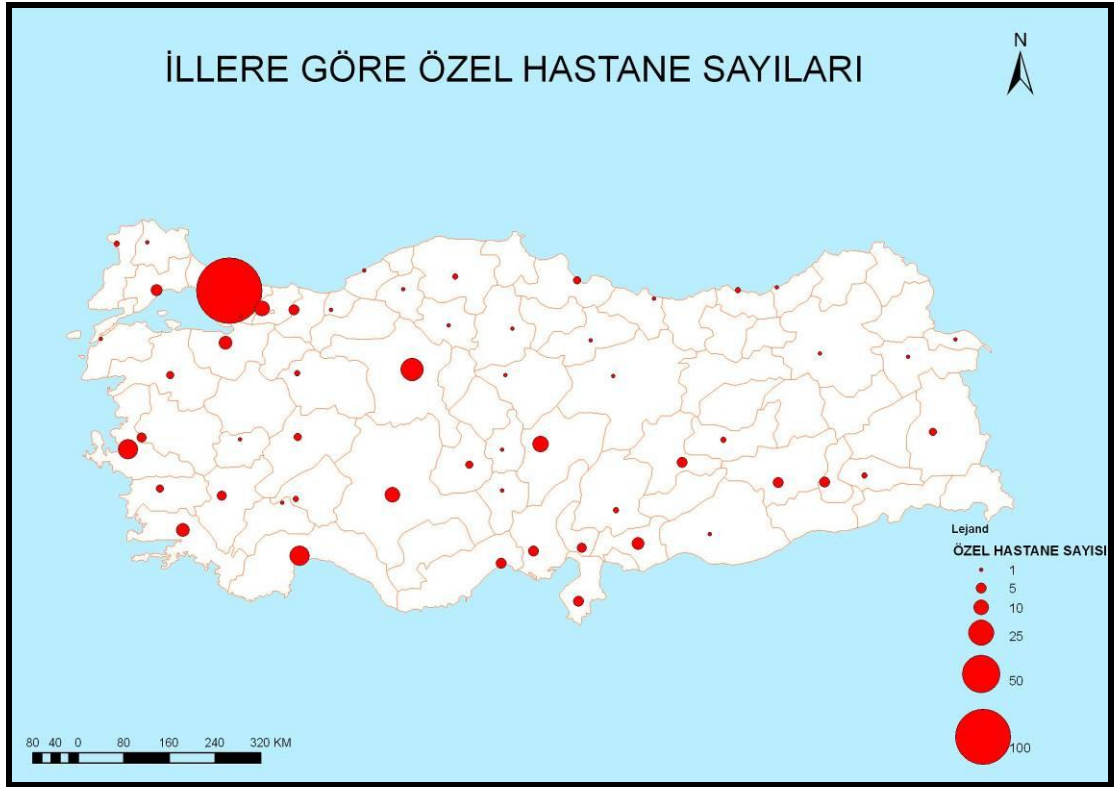 İLLERE GÖRE ÖZEL HASTANE SAYILARI
N
Lejand
ÖZEL HASTANE SAYISI
1
5
10
25
50
100
80 40 0 80 160 240 320 KM